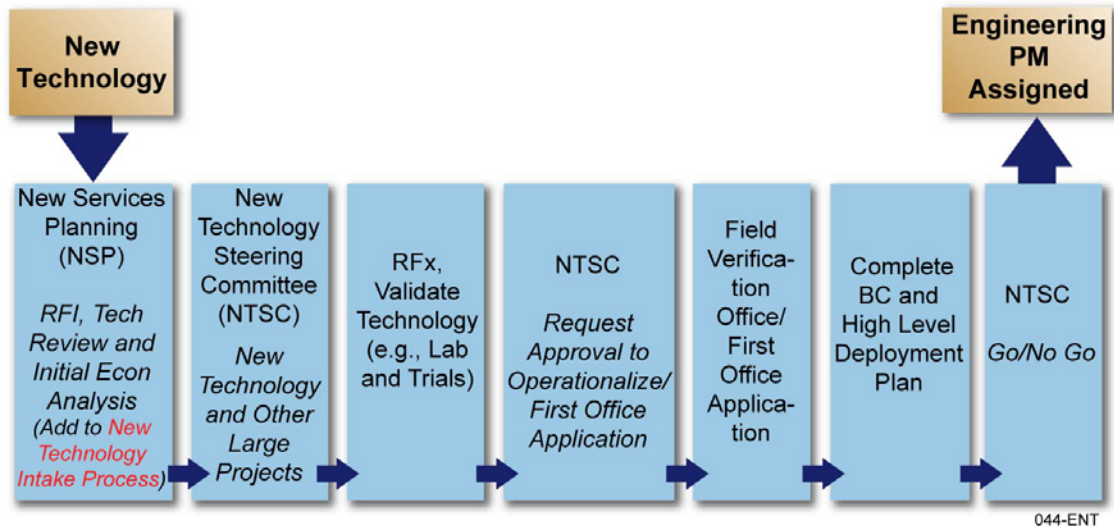 New
Technology
Engineering
PM
Assigned
New Services
Planning
(NSP)
RFI, Tech
Review and
Initial Econ
Analysis
(Add to New
Technology
Intake Process)
New
Technology
Steering
Committee
(NTSC)
New
Technology
and Other
Large
Projects
RFx,
Validate
Technology
(e.g., Lab
and Trials)
NTSC
Request
Approval to
Operationalize/
First Office
Application
Field
Verifica-
tion
Office/
First
Office
Applica-
tion
Complete
BC and
High Level
Deployment
Plan
NTSC
Go/No Go
044-ENT